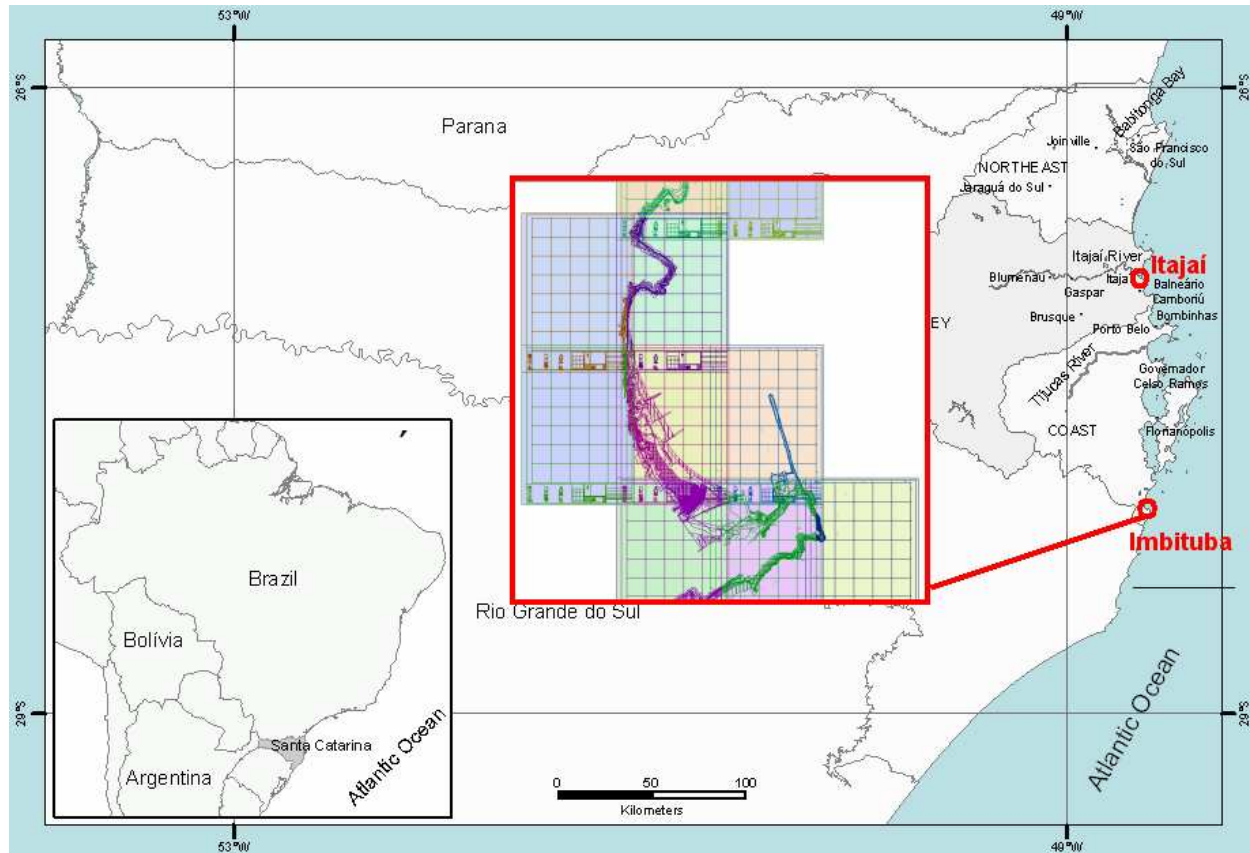 53°W
49°W
26°S
26°S
Parana
Babitonga Bay
Joinville
São Francisco
do Sul
NORTHEAST
Jaraguá do Sul
Itajaí River
Itajaí
Blumenau
Itajaí
Balneário
Camboriú
Gaspar
Brusque
Bombinhas
EY
Porto Belo
Tijucas River
Governador
Celso Ramos
COAST
Florianópolis
Imbituba
Rio Grande do Sul
Brazil
Bolívia
Santa Catarina
Argentina
Atlantic Ocean
Atlantic Ocean
29°S
29°S
0 50 100
Kilometers
53°W
49°W